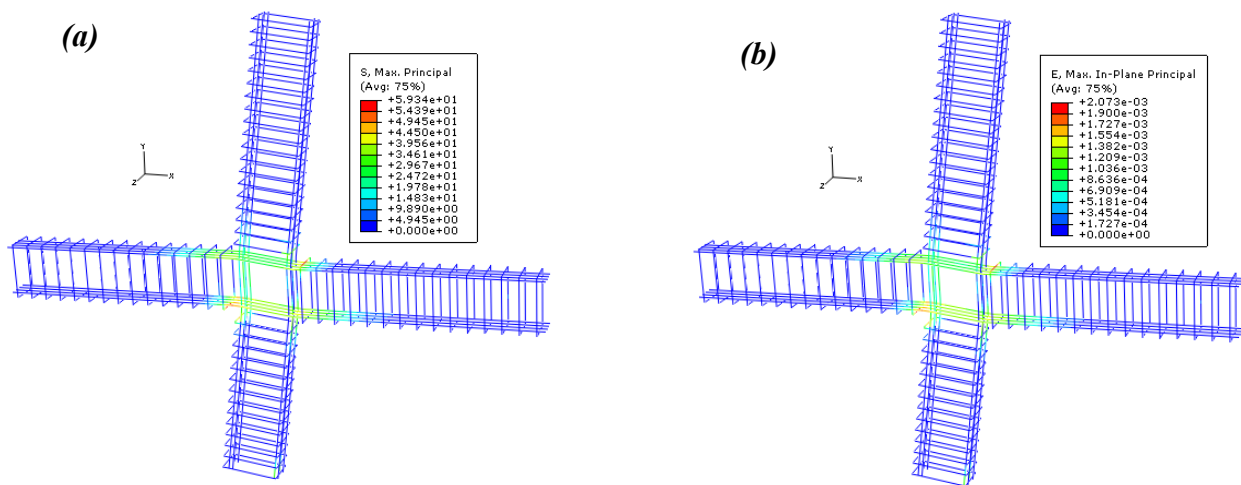 (a)
S, Max. Principal
(Avg: 75%)
+5.934e+01
+5.439e+01
+4.945e+01
+4.450e+01
+3.956e+01
+3.461e+01
+2.967e+01
+2.472e+01
+1.978e+01
+1.483e+01
+9.890e+00
+4.945e+00
+0.000e+00
Y
Z X
(b)
E, Max. In-Plane Principal
(Avg: 75%)
+2.073e-03
+1.900e-03
+1.727e-03
+1.554e-03
+1.382e-03
+1.209e-03
+1.036e-03
+8.636e-04
+6.909e-04
+5.181e-04
+3.454e-04
+1.727e-04
+0.000e+00
Y
Z X